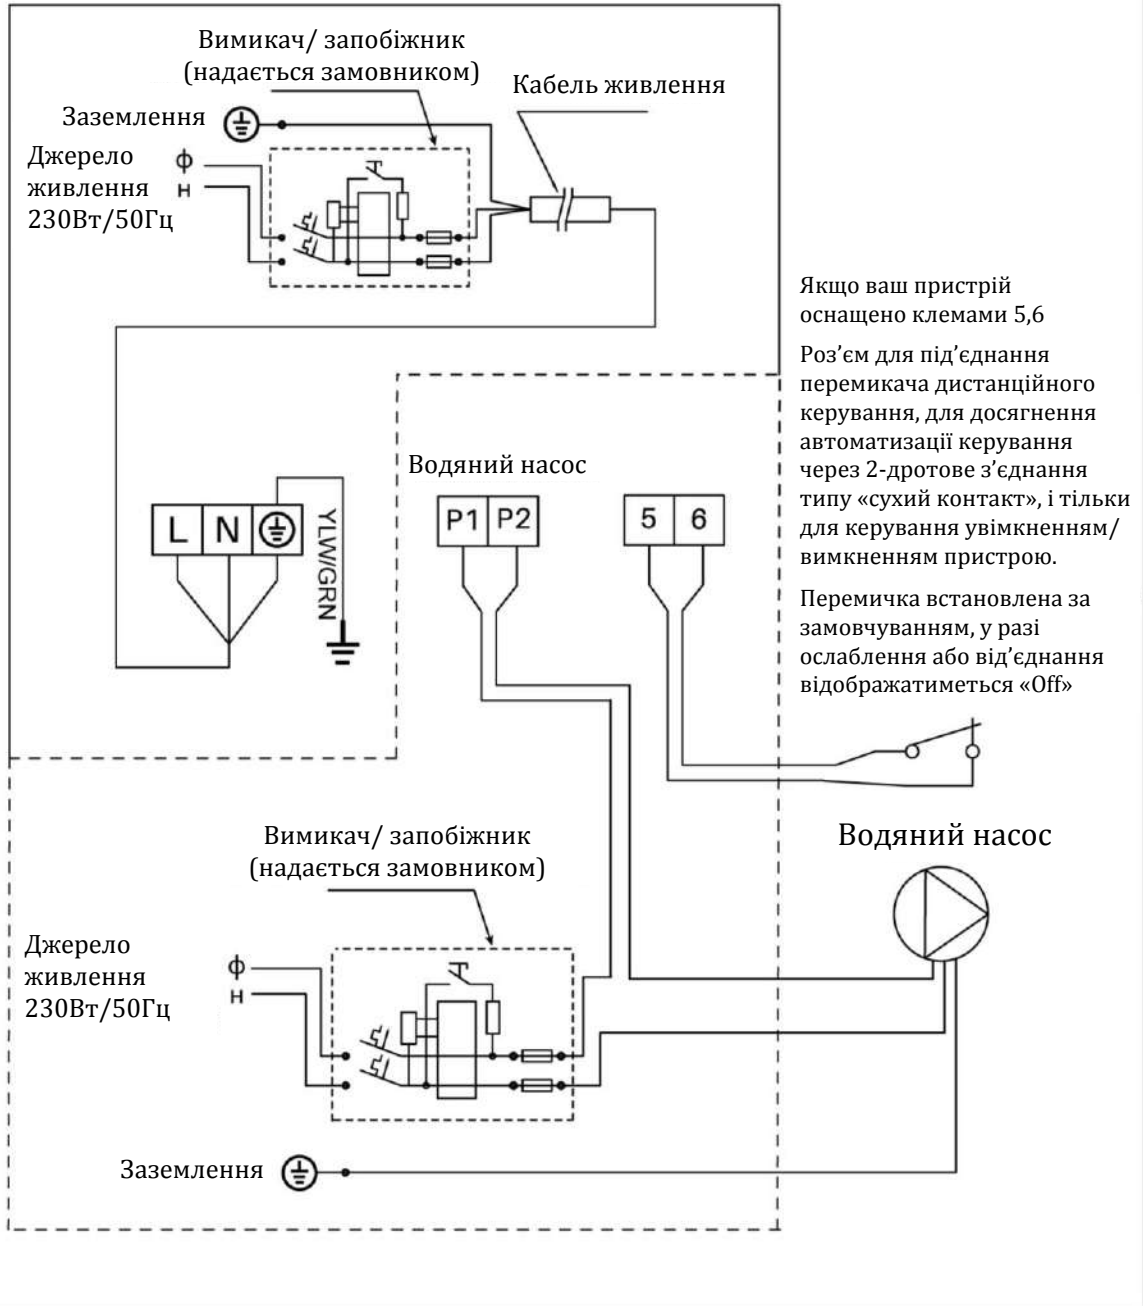 Вимикач/ запобіжник
(надається замовником)
Кабель живлення
Заземлення
Джерело
живлення
230Вт/50Гц
ф
н
Якщо ваш пристрій
оснащено клемами 5,6
Роз’єм для під’єднання
перемикача дистанційного
керування, для досягнення
автоматизації керування
через 2-дротове з’єднання
типу «сухий контакт», і тільки
для керування увімкненням/
вимкненням пристрою.
Перемичка встановлена за
замовчуванням, у разі
ослаблення або від’єднання
відображатиметься «Off»
Водяний насос
L N
YLW/GRN
P1 P2
5 6
Вимикач/ запобіжник
(надається замовником)
Водяний насос
Джерело
живлення
230Вт/50Гц
ф
н
Заземлення